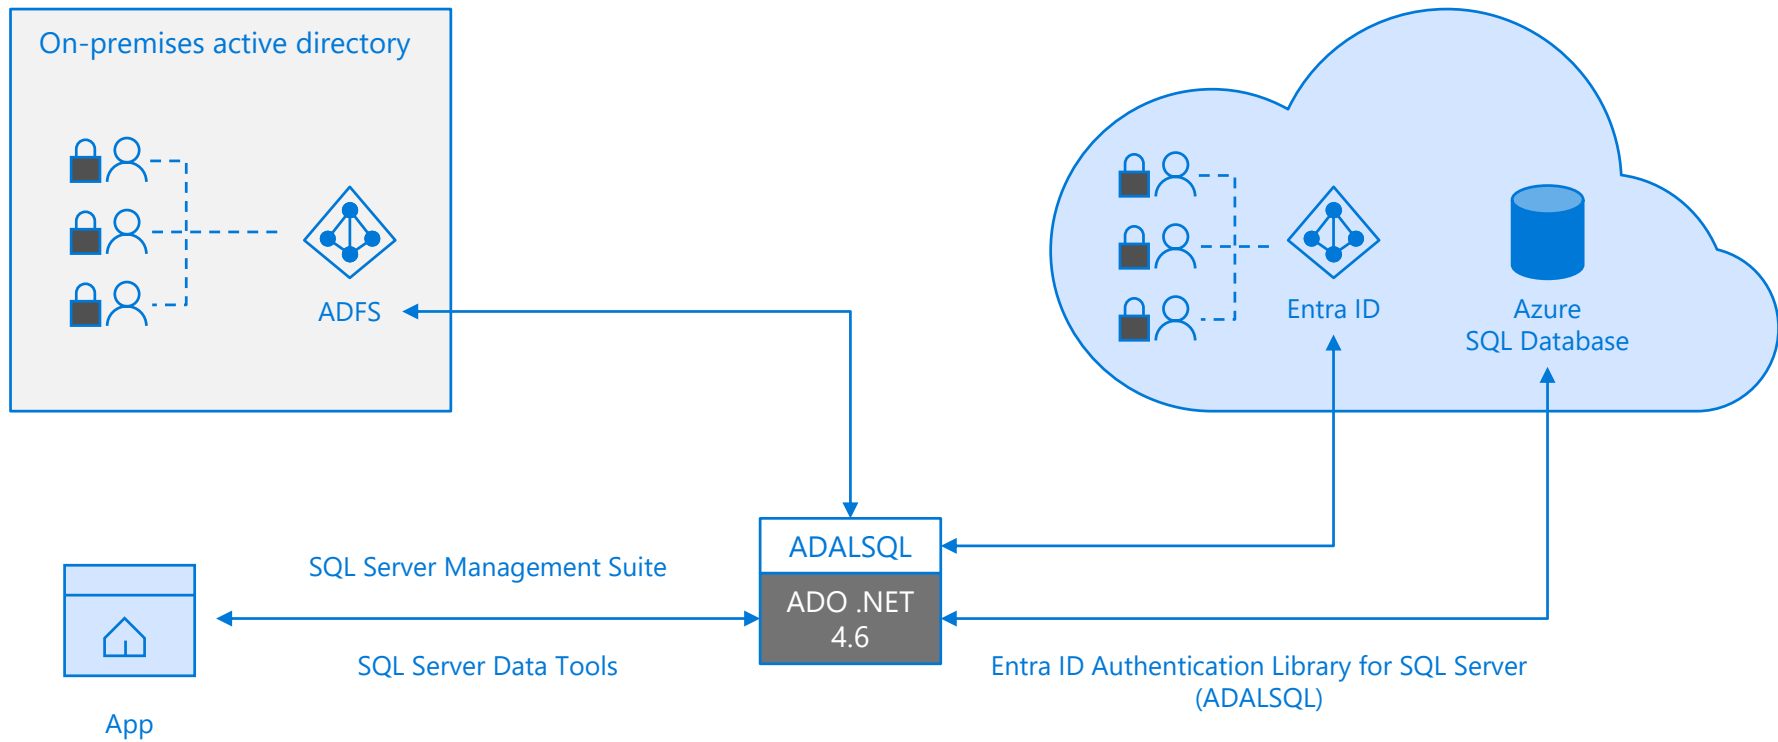 On-premises active directory
ADFS
Entra ID
Azure
SQL Database
ADALSQL
ADO .NET
4.6
SQL Server Management Suite
SQL Server Data Tools
Entra ID Authentication Library for SQL Server
(ADALSQL)
App